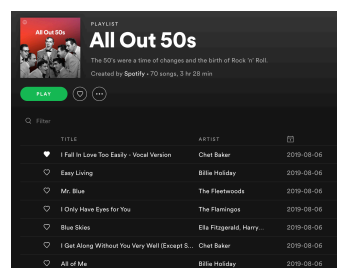 All Out 50s
PLAYLIST
All Out 50s
The 50's were a time of changes and the birth of Rock 'n' Roll.
Created by Spotify • 70 songs, 3 hr 28 min
PLAY
Filter
TITLE ARTIST
I Fall In Love Too Easily - Vocal Version Chet Baker 2019-08-06
Easy Living Billie Holiday 2019-08-06
Mr. Blue The Fleetwoods 2019-08-06
I Only Have Eyes for You The Flamingos 2019-08-06
Blue Skies Ella Fitzgerald, Harry... 2019-08-06
I Get Along Without You Very Well (Except S... Chet Baker 2019-08-06
All of Me Billie Holiday 2019-08-06